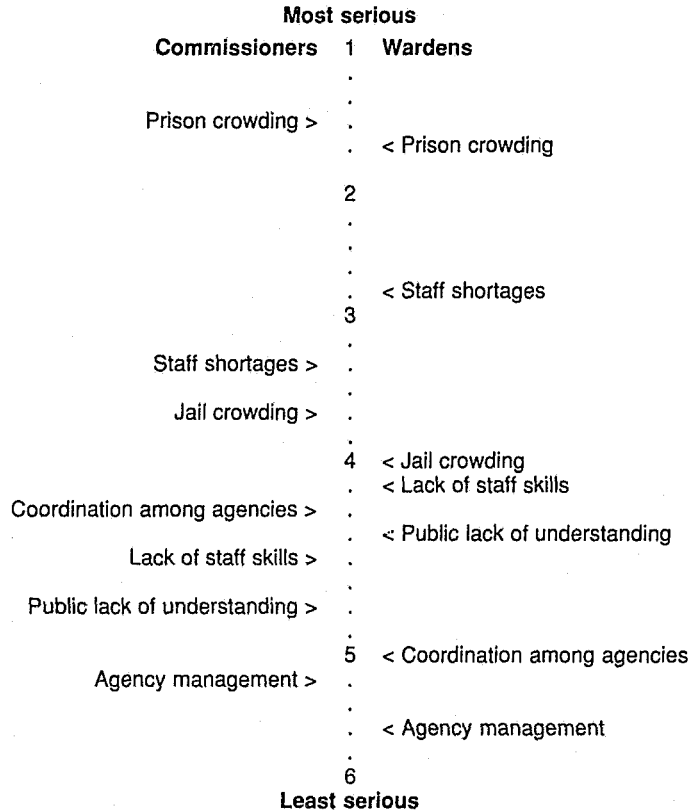 Most serious
Commissioners 1 Wardens
.
.
Prison crowding > .
. < Prison crowding
2
.
.
.
. < Staff shortages
3
.
Staff shortages > .
.
Jail crowding > .
.
4 < Jail crowding
. < Lack of staff skills
Coordination among agencies > .
. < Public lack of understanding
Lack of staff skills > .
.
Public lack of understanding > .
.
5 < Coordination among agencies
Agency management > .
.
. < Agency management
.
6
Least serious